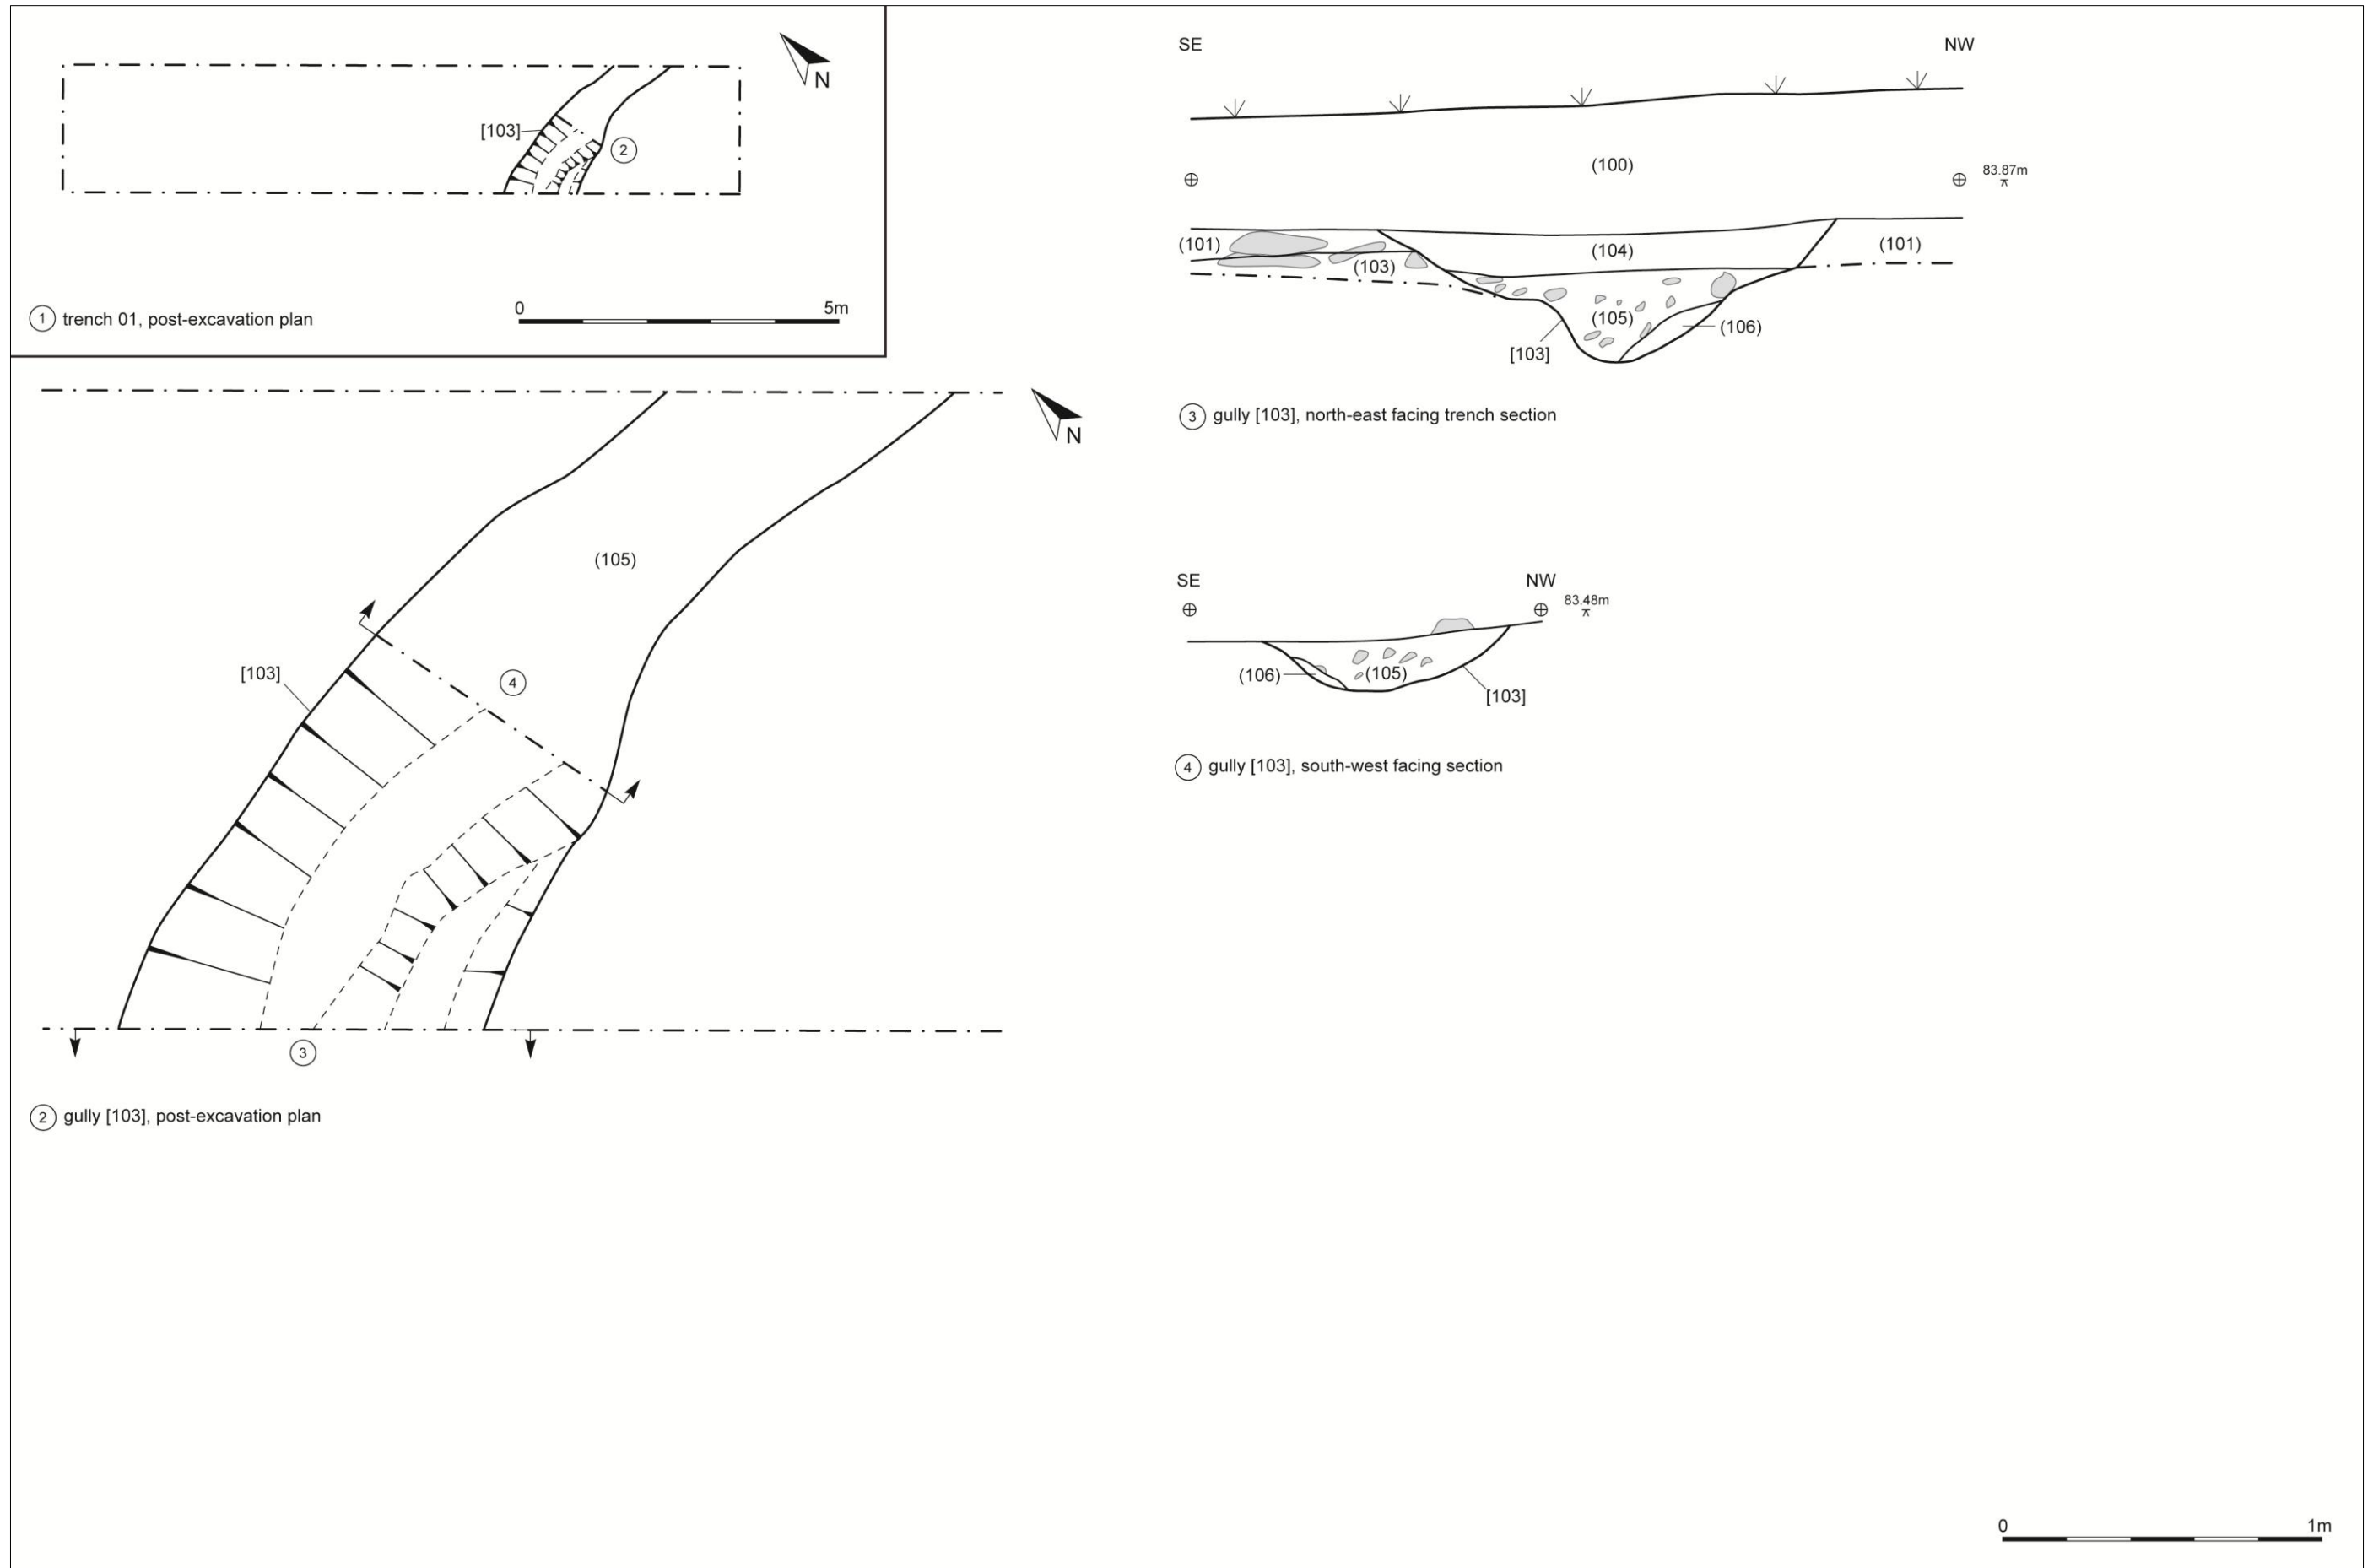 N
[103]
2
1 trench 01, post-excavation plan
0 5m
N
(105)
[103]
4
3
2 gully [103], post-excavation plan
SE NW
(100)
83.87m
(101)
(103)
(104)
(101)
(105)
(106)
[103]
3 gully [103], north-east facing trench section
SE NW
83.48m
(106)
(105)
[103]
4 gully [103], south-west facing section
0 1m